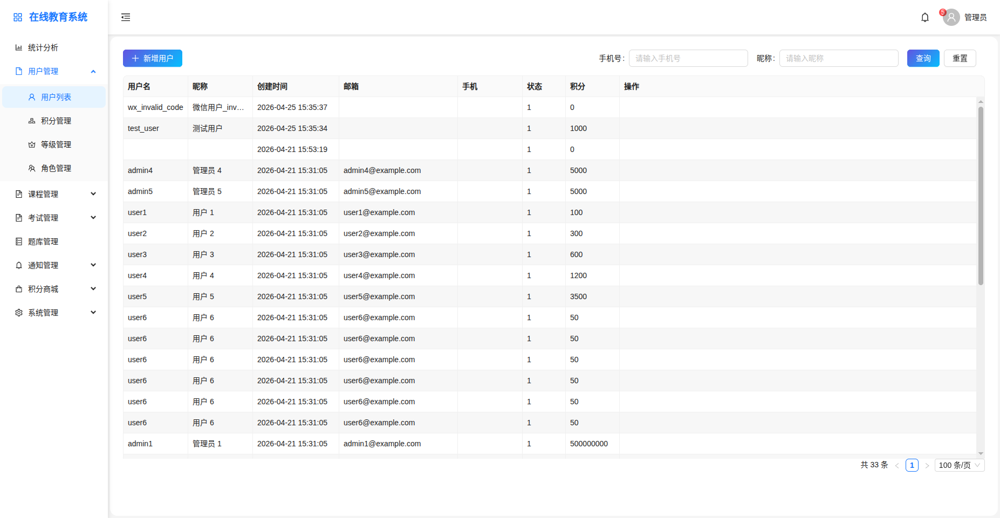 在线教育系统
统计分析
用户管理
用户列表
积分管理
等级管理
角色管理
课程管理
考试管理
题库管理
通知管理
积分商城
系统管理
5 管理员
新增用户 手机号: 请输入手机号 昵称: 请输入昵称 查询 重置
用户名 昵称 创建时间 邮箱 手机 状态 积分 操作
wx_invalid_code 微信用户_inv... 2026-04-25 15:35:37 1 0
test_user 测试用户 2026-04-25 15:35:34 1 1000
2026-04-21 15:53:19 1 0
admin4 管理员 4 2026-04-21 15:31:05 admin4@example.com 1 5000
admin5 管理员 5 2026-04-21 15:31:05 admin5@example.com 1 5000
user1 用户 1 2026-04-21 15:31:05 user1@example.com 1 100
user2 用户 2 2026-04-21 15:31:05 user2@example.com 1 300
user3 用户 3 2026-04-21 15:31:05 user3@example.com 1 600
user4 用户 4 2026-04-21 15:31:05 user4@example.com 1 1200
user5 用户 5 2026-04-21 15:31:05 user5@example.com 1 3500
user6 用户 6 2026-04-21 15:31:05 user6@example.com 1 50
user6 用户 6 2026-04-21 15:31:05 user6@example.com 1 50
user6 用户 6 2026-04-21 15:31:05 user6@example.com 1 50
user6 用户 6 2026-04-21 15:31:05 user6@example.com 1 50
user6 用户 6 2026-04-21 15:31:05 user6@example.com 1 50
user6 用户 6 2026-04-21 15:31:05 user6@example.com 1 50
admin1 管理员 1 2026-04-21 15:31:05 admin1@example.com 1 500000000
共 33 条 1 100 条/页